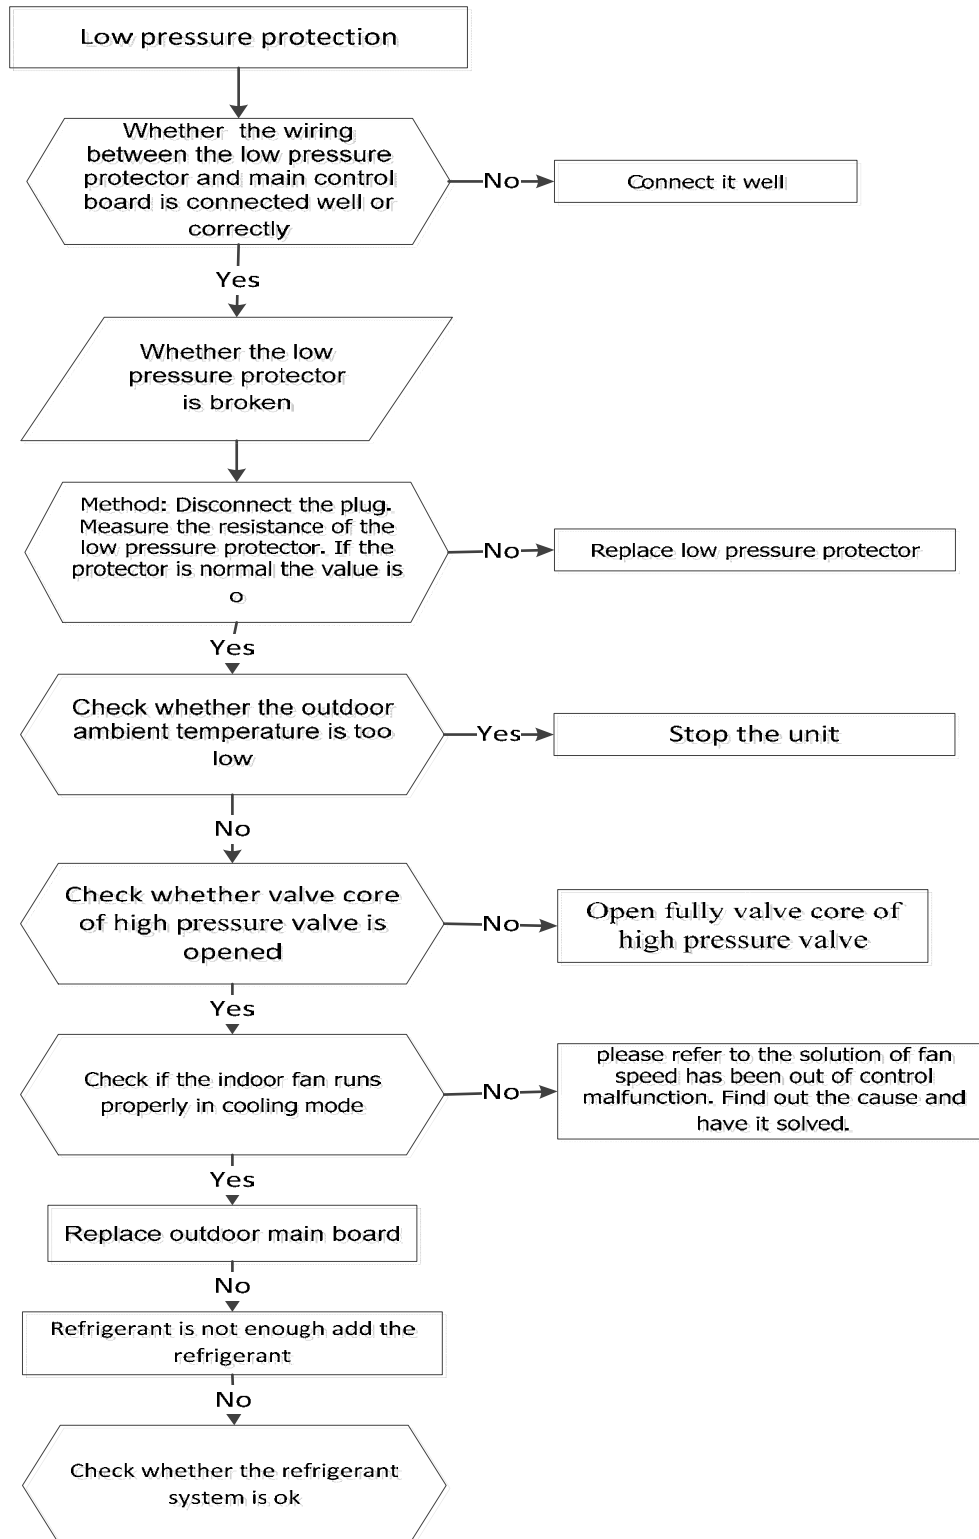 Low pressure protection
Whether the wiring
between the low pressure
protector and main control
board is connected well or
correctly
No
Connect it well
Yes
Whether the low
pressure protector
is broken
Method: Disconnect the plug.
Measure the resistance of the
low pressure protector. If the
protector is normal the value is
o
No
Replace low pressure protector
Yes
Check whether the outdoor
ambient temperature is too
low
Yes
Stop the unit
No
Check whether valve core
of high pressure valve is
opened
No
Open fully valve core of
high pressure valve
Yes
Check if the indoor fan runs
properly in cooling mode
No
please refer to the solution of fan
speed has been out of control
malfunction. Find out the cause and
have it solved.
Yes
Replace outdoor main board
No
Refrigerant is not enough add the
refrigerant
No
Check whether the refrigerant
system is ok